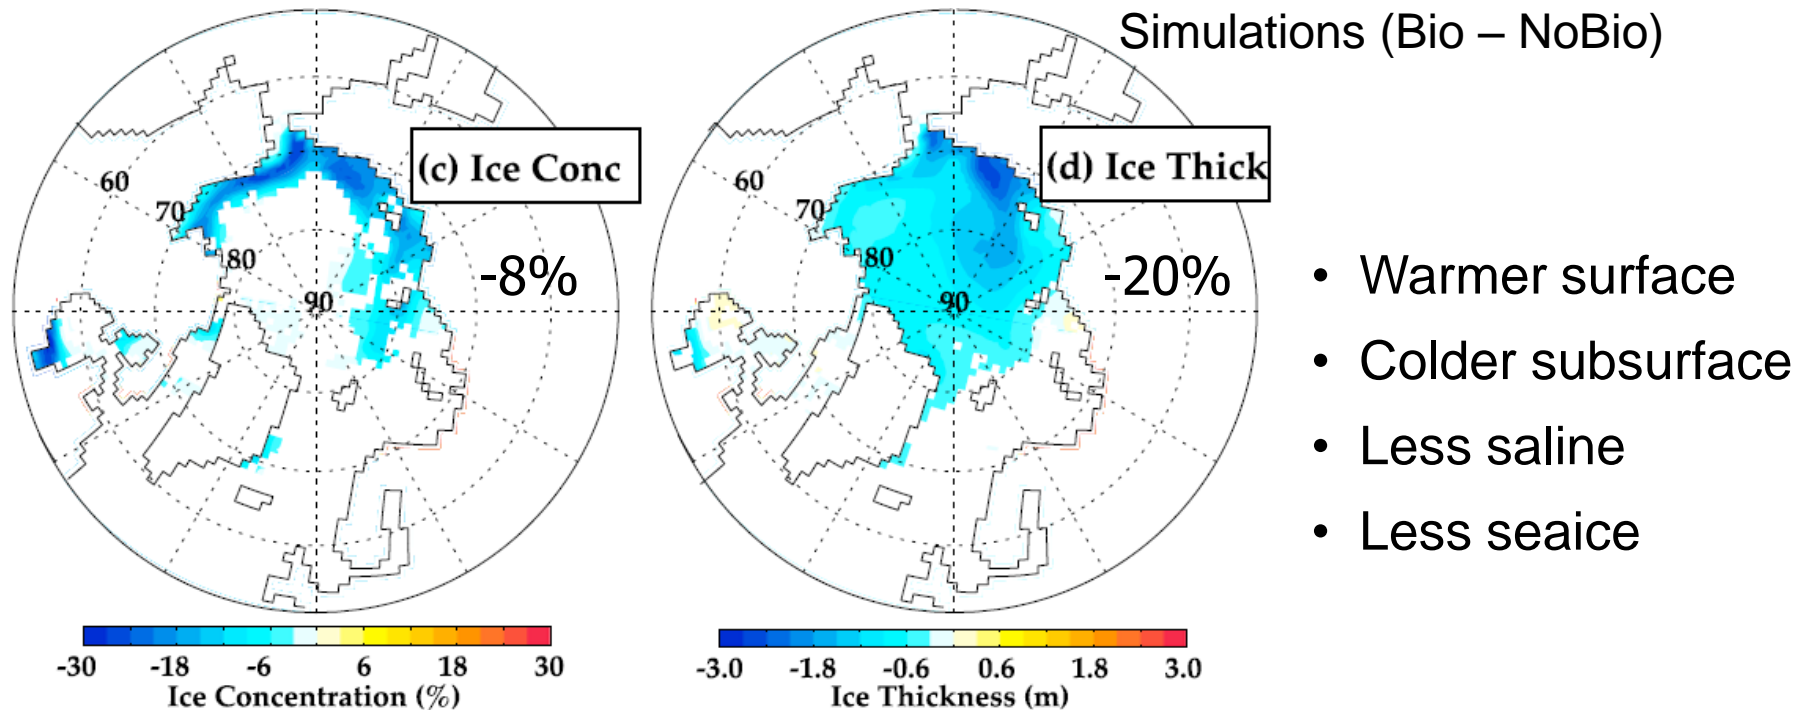 Simulations (Bio – NoBio)
(c) Ice Conc
60
70
80
90
-8%
-30 -18 -6 6 18 30
Ice Concentration (%)
(d) Ice Thick
60
70
80
90
-20%
-3.0 -1.8 -0.6 0.6 1.8 3.0
Ice Thickness (m)
• Warmer surface
• Colder subsurface
• Less saline
• Less seaice